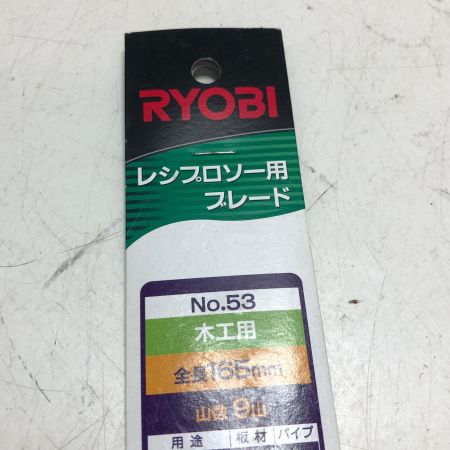 RYOBI
レシプロソー用
ブレード
No.53
木工用
全長165mm
山数 9山
用途 板材 パイプ